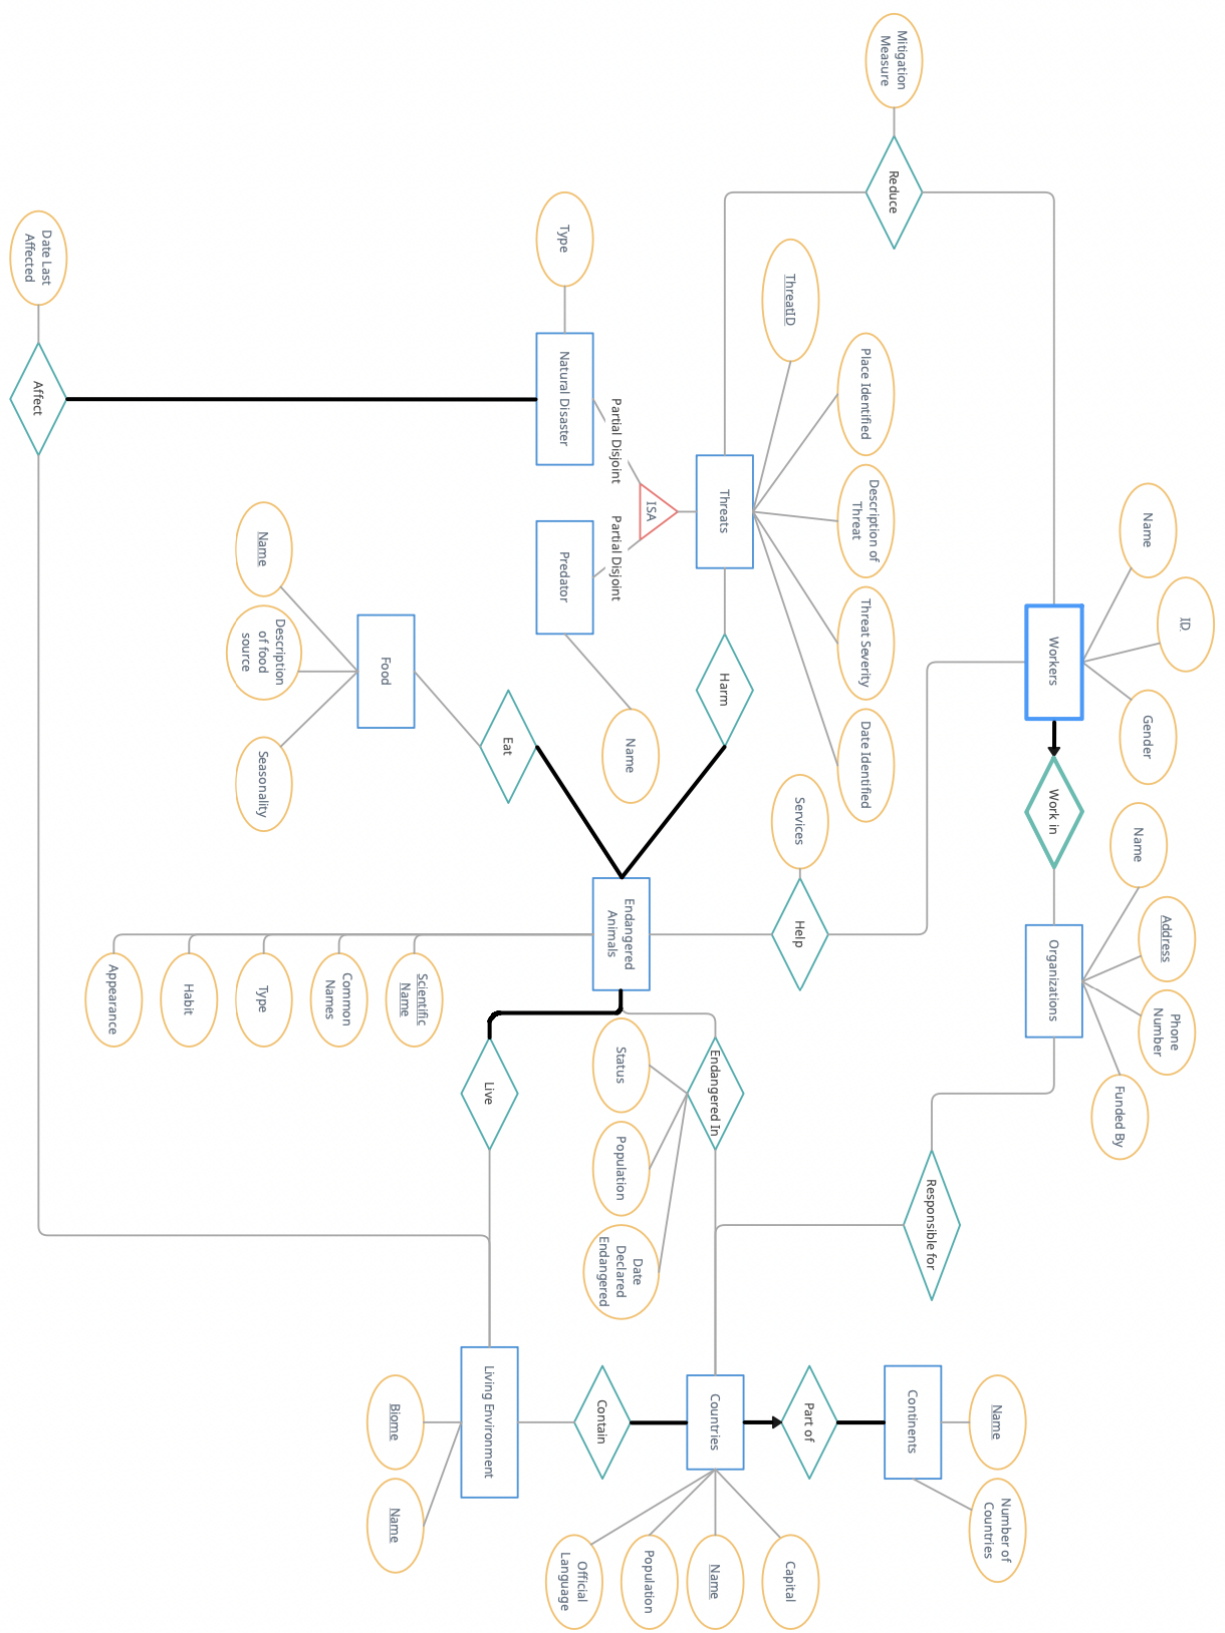 ID
Name
Gender
Name
Address
Phone
Number
Funded By
Workers
Work in
Organizations
Name
Number of
Countries
Mitigation
Measure
Reduce
Responsible for
Continents
Place Identified
Description of
Threat
Threat Severity
Date Identified
ThreatID
Services
Help
Part of
Capital
Threats
Harm
Endangered In
Countries
Name
ISA
Partial Disjoint
Partial Disjoint
Name
Endangered
Animals
Status
Population
Date
Declared
Endangered
Contain
Population
Official
Language
Type
Natural Disaster
Predator
Eat
Live
Living Environment
Food
Scientific
Name
Common
Names
Type
Habit
Appearance
Biome
Name
Name
Description
of food
source
Seasonality
Date Last
Affected
Affect